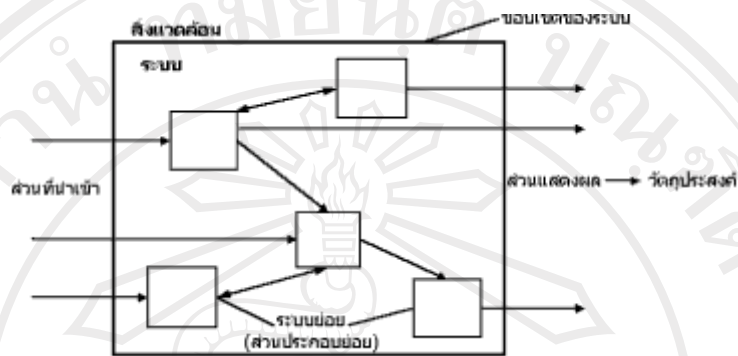 ขอบเขตของระบบ
สิ่งแวดล้อม
ระบบ
ส่วนที่นำเข้า
ส่วนแสดงผล
วัตถุประสงค์
ระบบย่อย
(ส่วนประกอบย่อย)